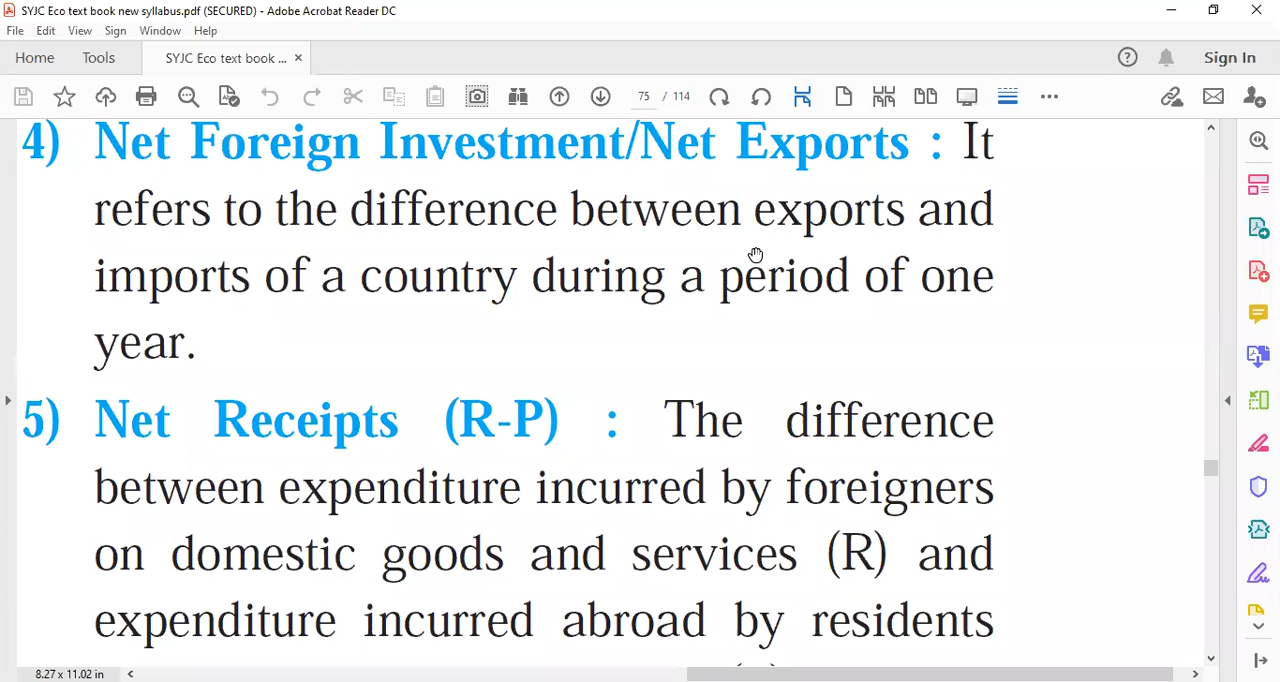 SYJC Eco text book new syllabus.pdf (SECURED) - Adobe Acrobat Reader DC
File Edit View Sign Window Help
Home Tools SYJC Eco text book ... × Sign In
75 / 114
4) Net Foreign Investment/Net Exports : It
refers to the difference between exports and
imports of a country during a period of one
year.
5) Net Receipts (R-P) : The difference
between expenditure incurred by foreigners
on domestic goods and services (R) and
expenditure incurred abroad by residents
8.27 x 11.02 in